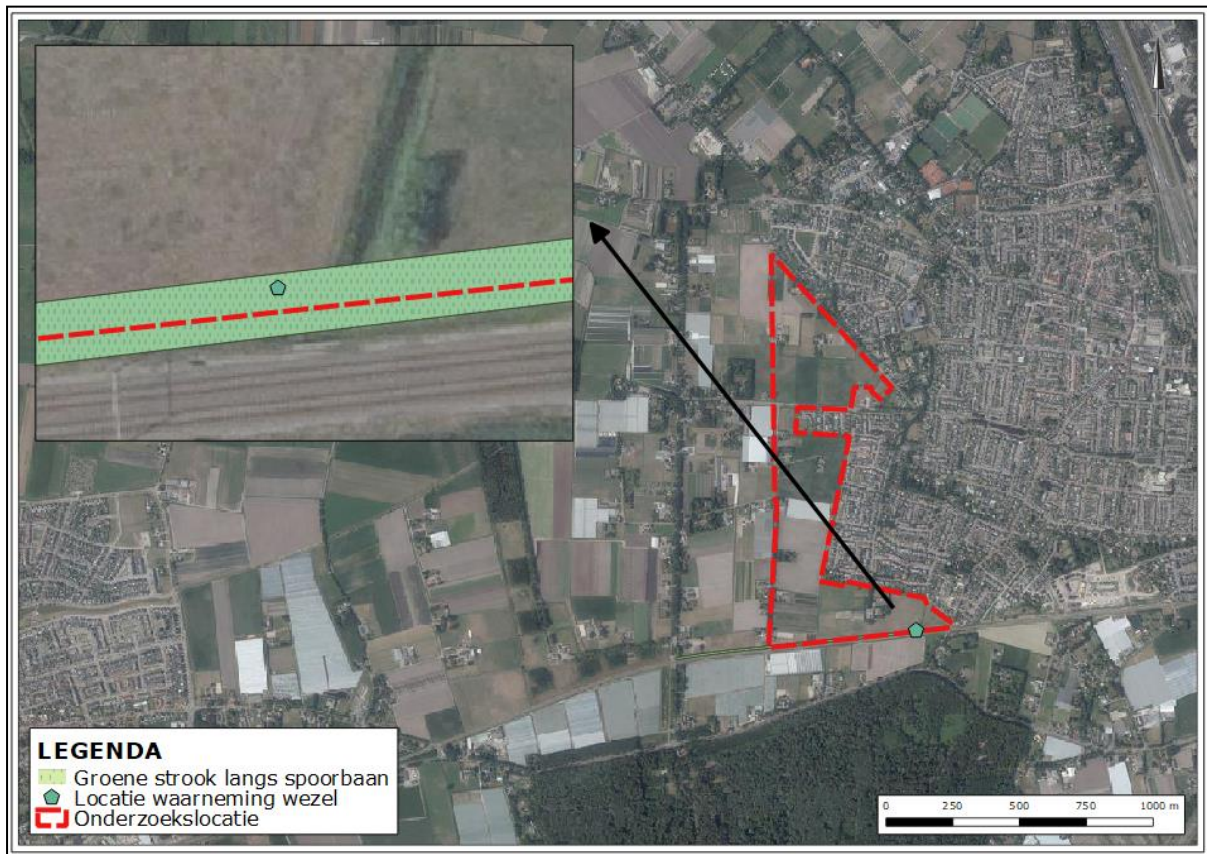 LEGENDA
Groene strook langs spoorbaan
Locatie waarneming wezel
Onderzoekslocatie
0 250 500 750 1000 m